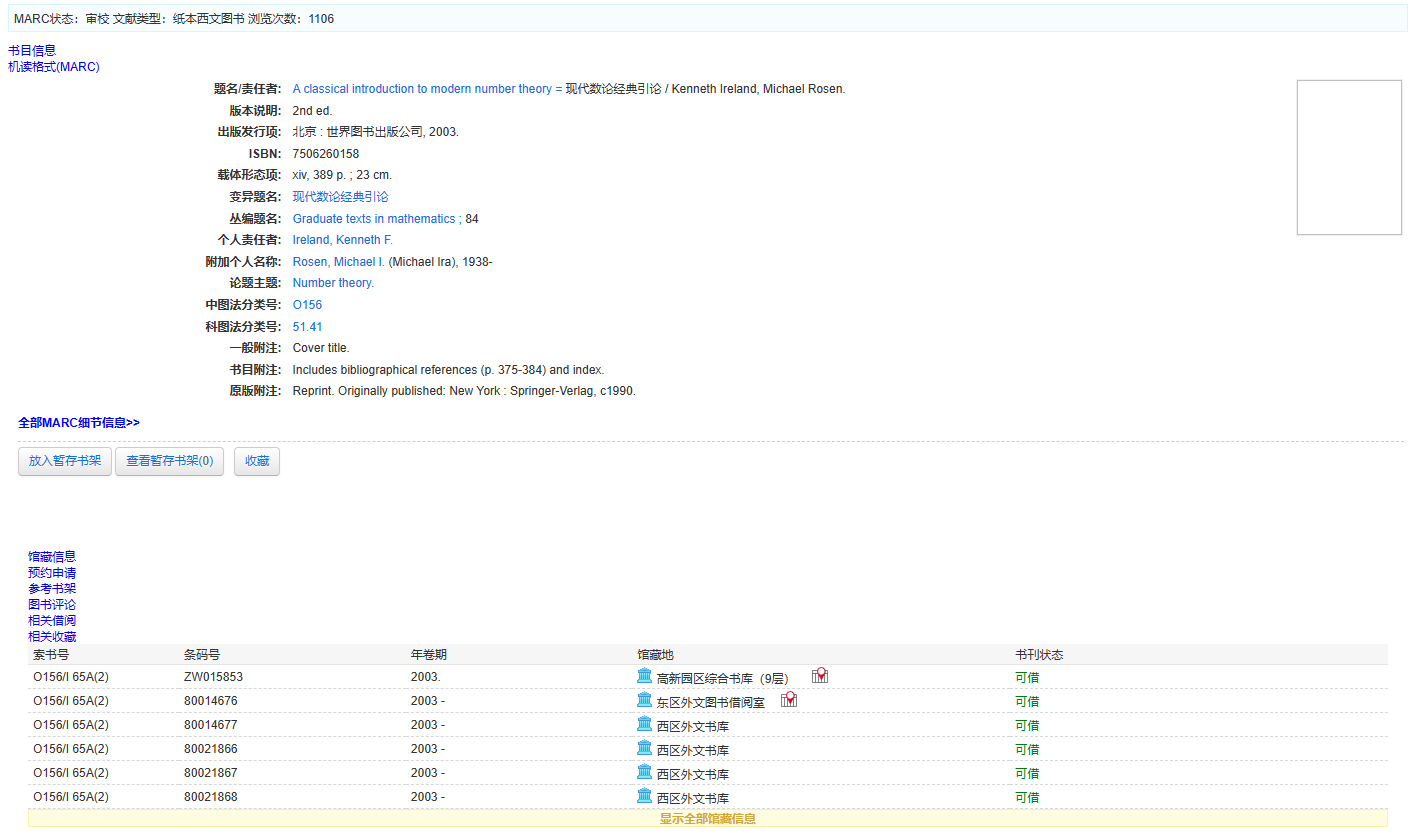 MARC状态：审校 文献类型：纸本西文图书 浏览次数：1106
书目信息
机读格式(MARC)
题名/责任者: A classical introduction to modern number theory = 现代数论经典引论 / Kenneth Ireland, Michael Rosen.
版本说明: 2nd ed.
出版发行项: 北京 : 世界图书出版公司, 2003.
ISBN: 7506260158
载体形态项: xiv, 389 p. ; 23 cm.
变异题名: 现代数论经典引论
丛编题名: Graduate texts in mathematics ; 84
个人责任者: Ireland, Kenneth F.
附加个人名称: Rosen, Michael I. (Michael Ira), 1938-
论题主题: Number theory.
中图法分类号: O156
科图法分类号: 51.41
一般附注: Cover title.
书目附注: Includes bibliographical references (p. 375-384) and index.
原版附注: Reprint. Originally published: New York : Springer-Verlag, c1990.
全部MARC细节信息>>
放入暂存书架 查看暂存书架(0) 收藏
馆藏信息
预约申请
参考书架
图书评论
相关借阅
相关收藏
索书号 条码号 年卷期 馆藏地 书刊状态
O156/I 65A(2) ZW015853 2003. 高新园区综合书库（9层） 可借
O156/I 65A(2) 80014676 2003 - 东区外文图书借阅室 可借
O156/I 65A(2) 80014677 2003 - 西区外文书库 可借
O156/I 65A(2) 80021866 2003 - 西区外文书库 可借
O156/I 65A(2) 80021867 2003 - 西区外文书库 可借
O156/I 65A(2) 80021868 2003 - 西区外文书库 可借
显示全部馆藏信息